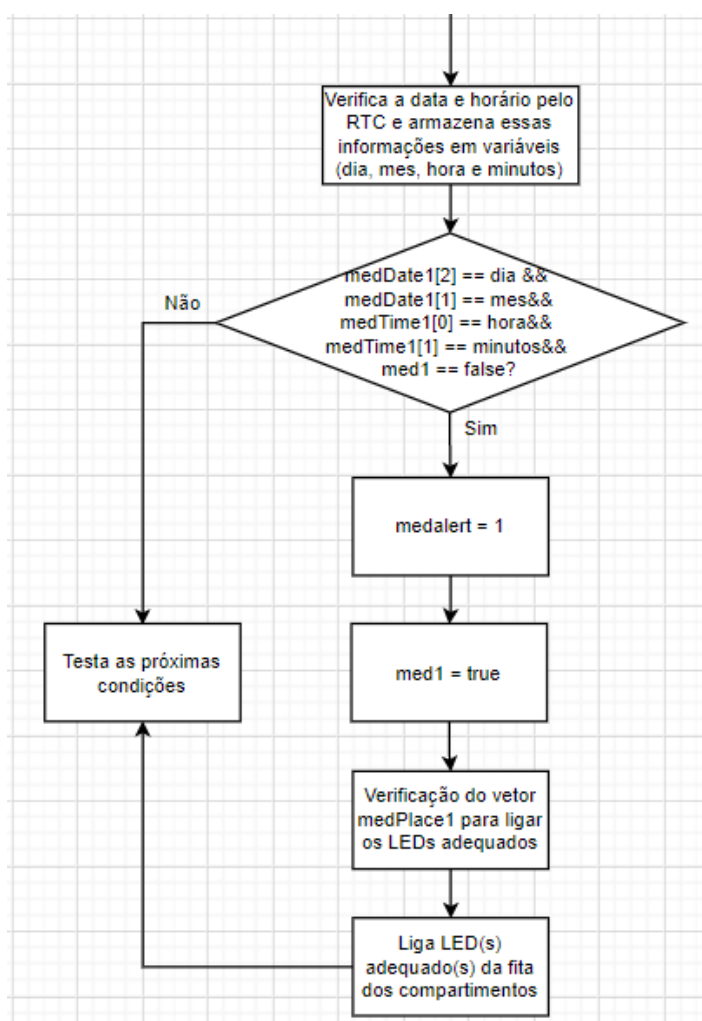 Verifica a data e horário pelo
RTC e armazena essas
informações em variáveis
(dia, mes, hora e minutos)
medDate1[2] == dia &&
medDate1[1] == mes&&
medTime1[0] == hora&&
medTime1[1] == minutos&&
med1 == false?
Não
Sim
medalert = 1
Testa as próximas
condições
med1 = true
Verificação do vetor
medPlace1 para ligar
os LEDs adequados
Liga LED(s)
adequado(s) da fita
dos compartimentos